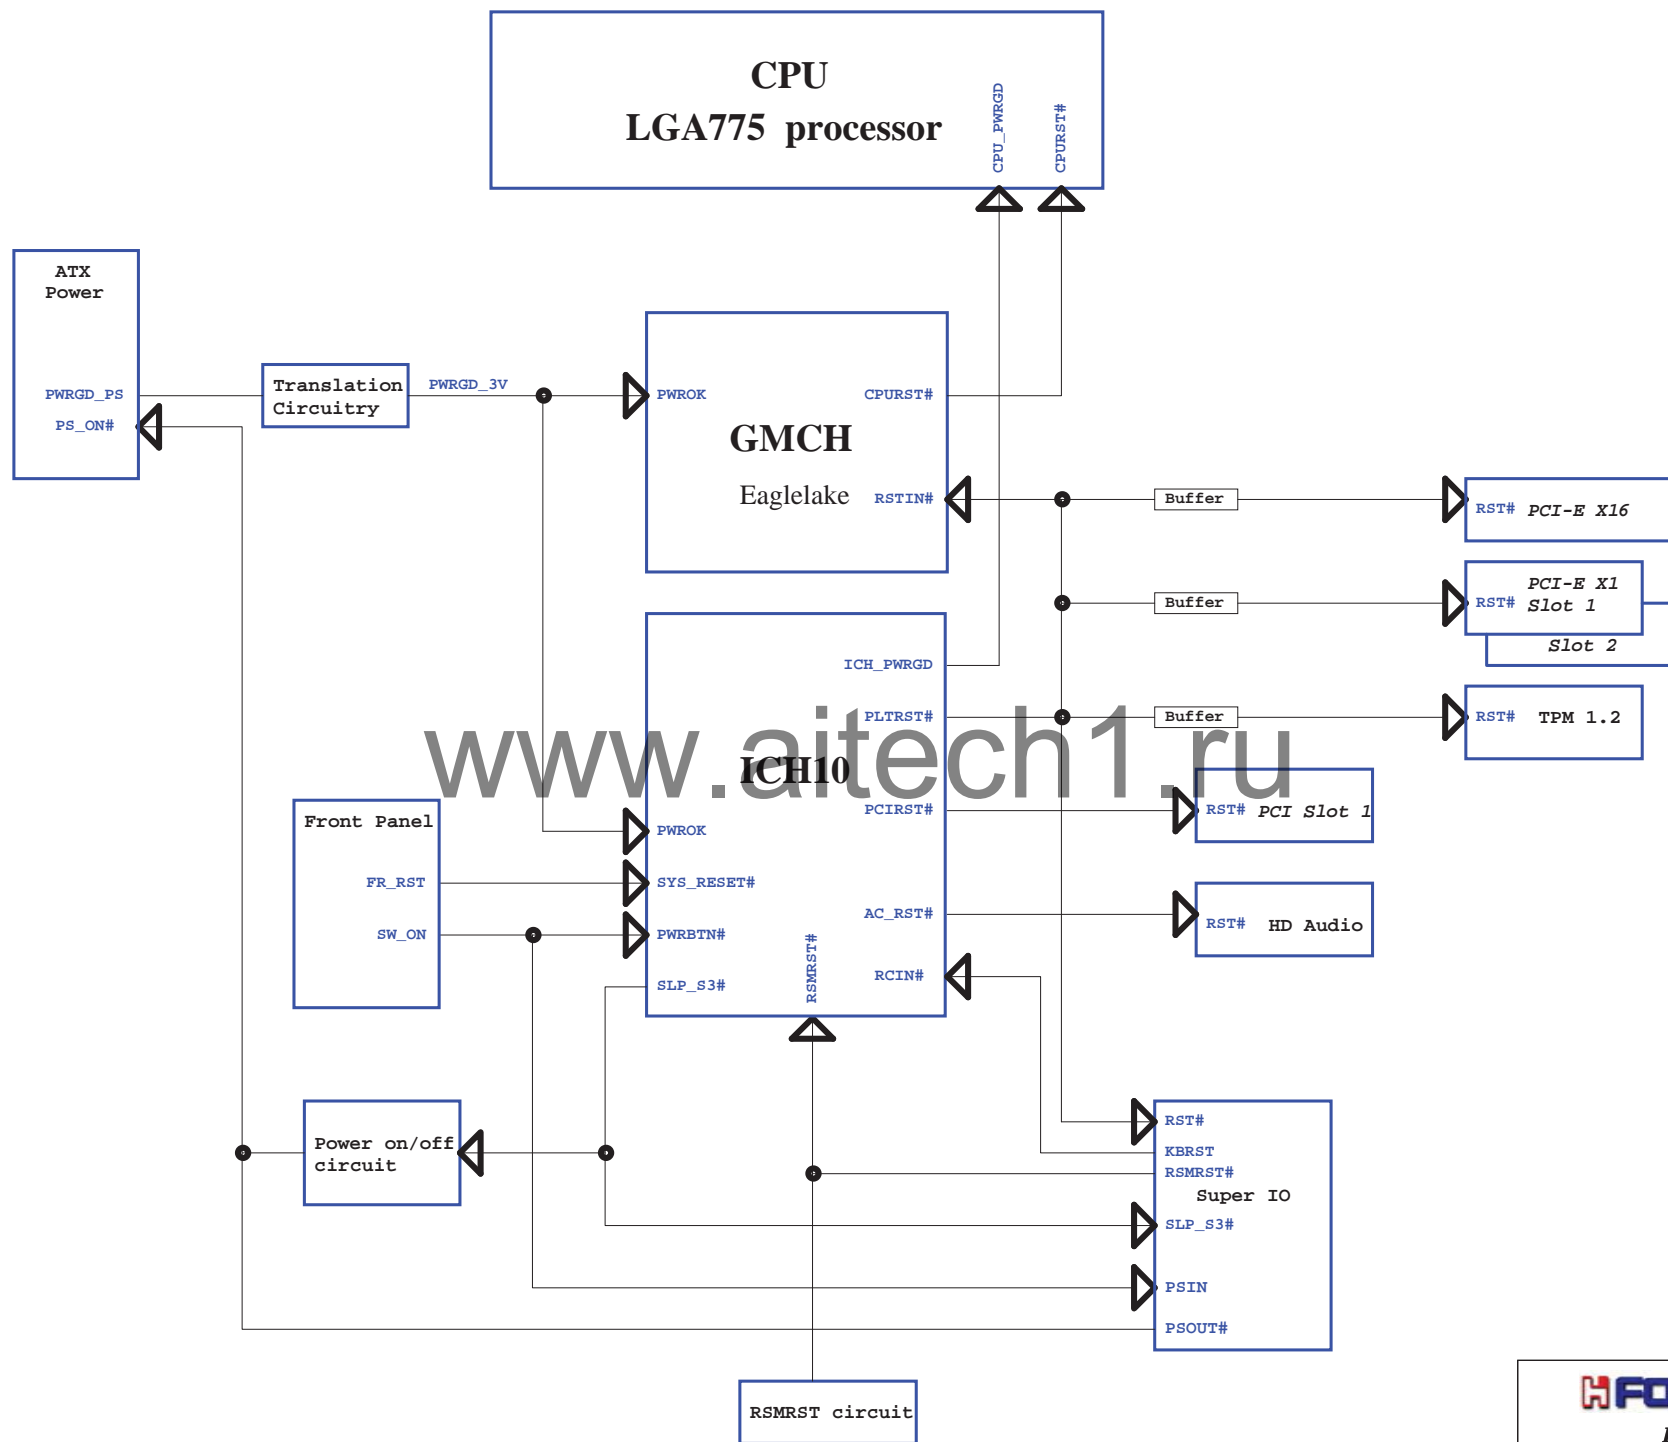 CPU
LGA775 processor
CPU_PWRGD
CPURST#
ATX
Power
PWRGD_PS
PS_ON#
Translation
Circuitry
PWRGD_3V
PWROK
CPURST#
GMCH
Eaglelake
RSTIN#
Buffer
RST# PCI-E X16
Buffer
RST# PCI-E X1
Slot 1
Slot 2
ICH_PWRGD
PLTRST#
Buffer
RST# TPM 1.2
www.aitech1.ru
ICH10
PCIRST#
RST# PCI Slot 1
Front Panel
PWROK
FR_RST
SYS_RESET#
AC_RST#
RST# HD Audio
SW_ON
PWRBTN#
SLP_S3#
RSMRST#
RCIN#
Power on/off
circuit
RST#
KBRST
RSMRST#
Super IO
SLP_S3#
PSIN
PSOUT#
RSMRST circuit
FO